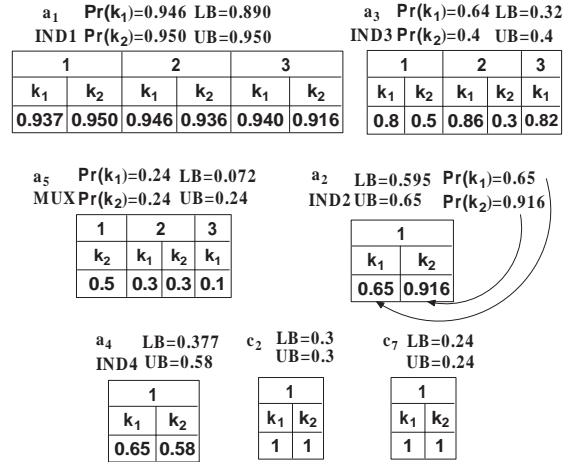 a₁ Pr(k₁)=0.946 LB=0.890
IND1 Pr(k₂)=0.950 UB=0.950
1 2 3
k₁ k₂ k₁ k₂ k₁ k₂
0.937 0.950 0.946 0.936 0.940 0.916
a₃ Pr(k₁)=0.64 LB=0.32
IND3 Pr(k₂)=0.4 UB=0.4
1 2 3
k₁ k₂ k₁ k₂ k₁
0.8 0.5 0.86 0.3 0.82
a₅ Pr(k₁)=0.24 LB=0.072
MUX Pr(k₂)=0.24 UB=0.24
1 2 3
k₂ k₁ k₂ k₁
0.5 0.3 0.3 0.1
a₂ LB=0.595 Pr(k₁)=0.65
IND2 UB=0.65 Pr(k₂)=0.916
1
k₁ k₂
0.65 0.916
a₄ LB=0.377
IND4 UB=0.58
1
k₁ k₂
0.65 0.58
c₂ LB=0.3
UB=0.3
1
k₁ k₂
1 1
c₇ LB=0.24
UB=0.24
1
k₁ k₂
1 1